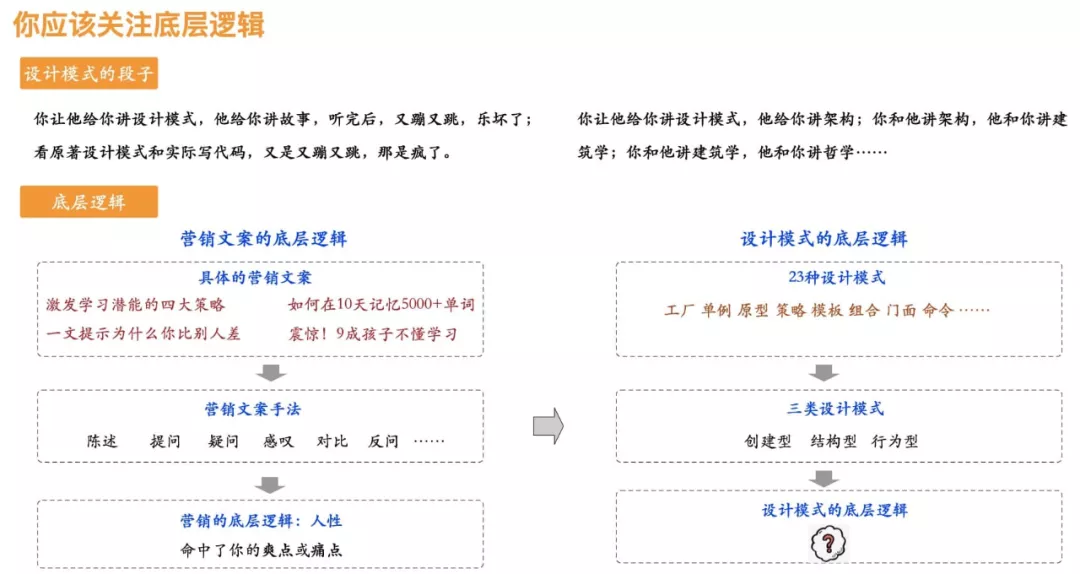 你应该关注底层逻辑
设计模式的段子
你让他给你讲设计模式，他给你讲故事，听完后，又蹦又跳，乐坏了；
看原著设计模式和实际写代码，又是又蹦又跳，那是疯了。
你让他给你讲设计模式，他给你讲架构；你和他讲架构，他和你讲建
筑学；你和他讲建筑学，他和你讲哲学……
底层逻辑
营销文案的底层逻辑
具体的营销文案
激发学习潜能的四大策略 如何在10天记忆5000+单词
一文提示为什么你比别人差 震惊！9成孩子不懂学习
营销文案手法
陈述 提问 疑问 感叹 对比 反问 ……
营销的底层逻辑：人性
命中了你的爽点或痛点
设计模式的底层逻辑
23种设计模式
工厂 单例 原型 策略 模板 组合 门面 命令 ……
三类设计模式
创建型 结构型 行为型
设计模式的底层逻辑
?